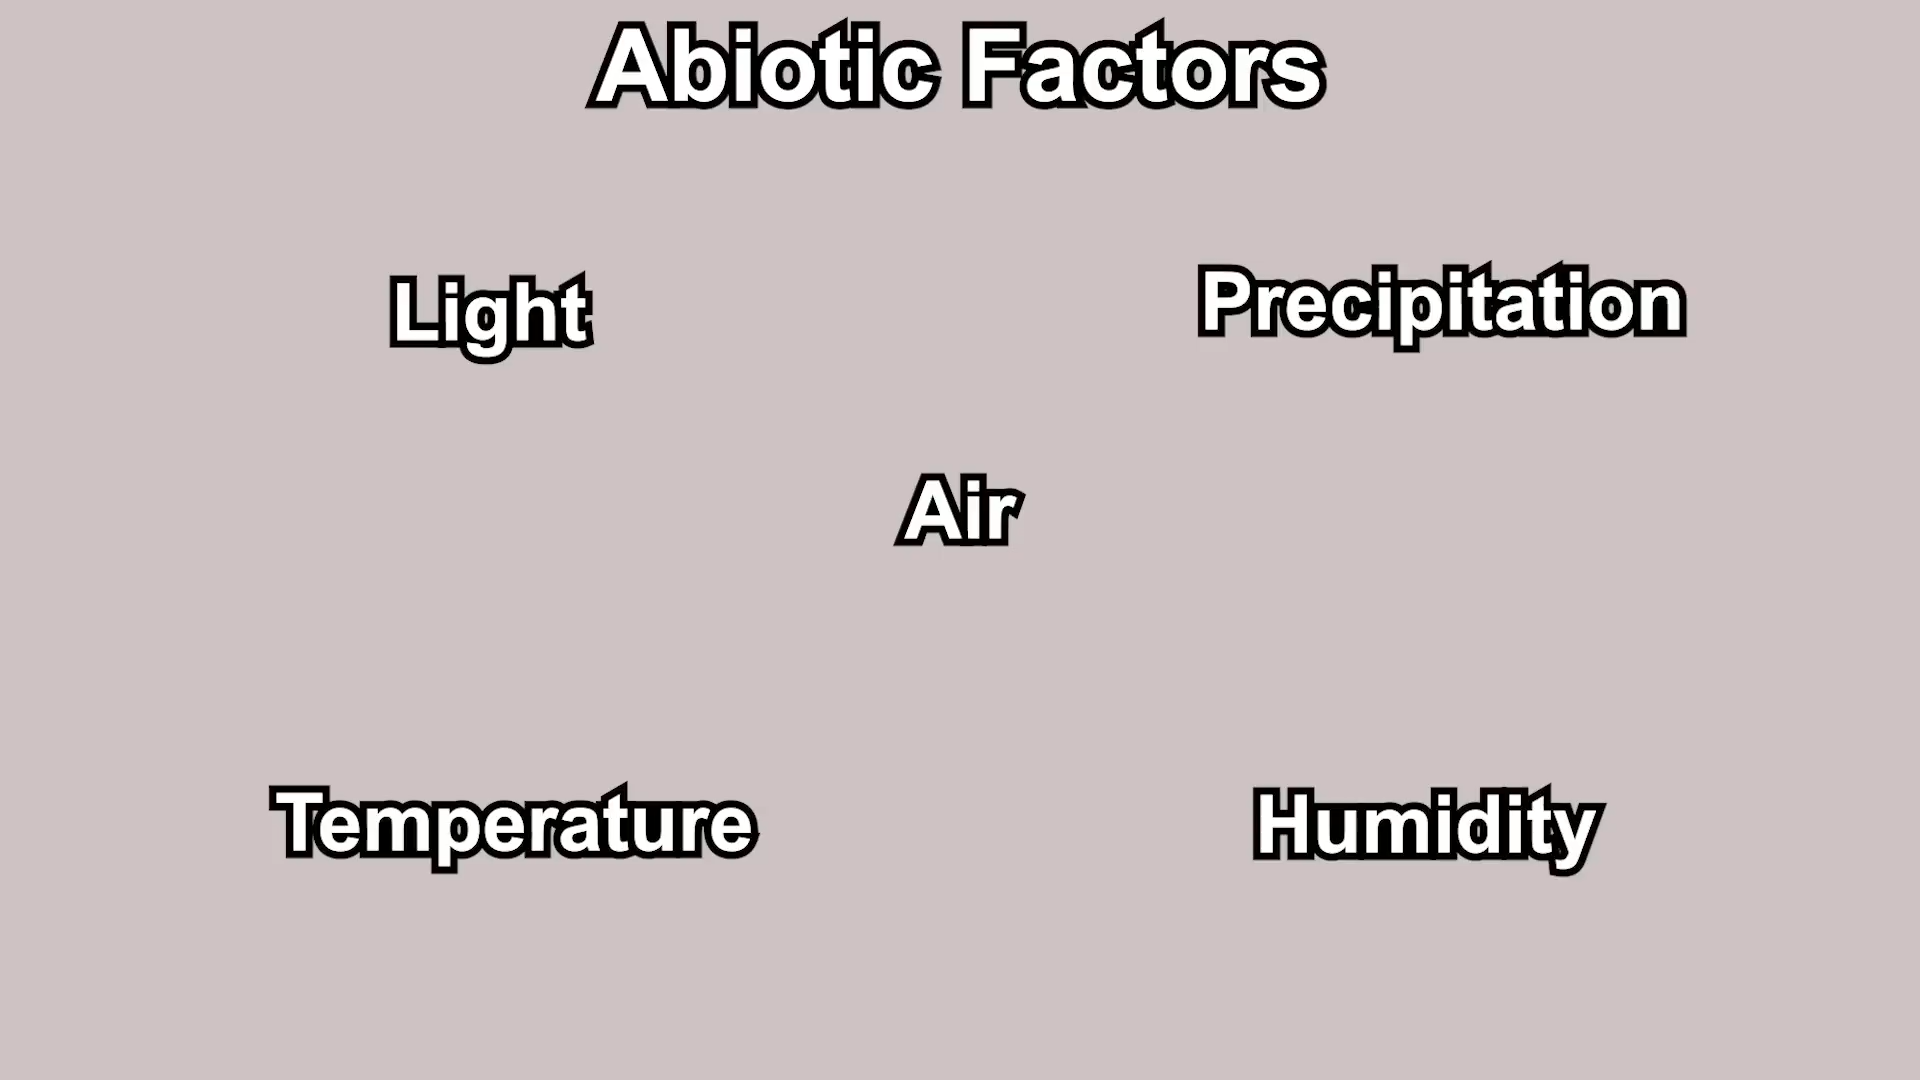 Abiotic Factors
Light
Precipitation
Air
Temperature
Humidity